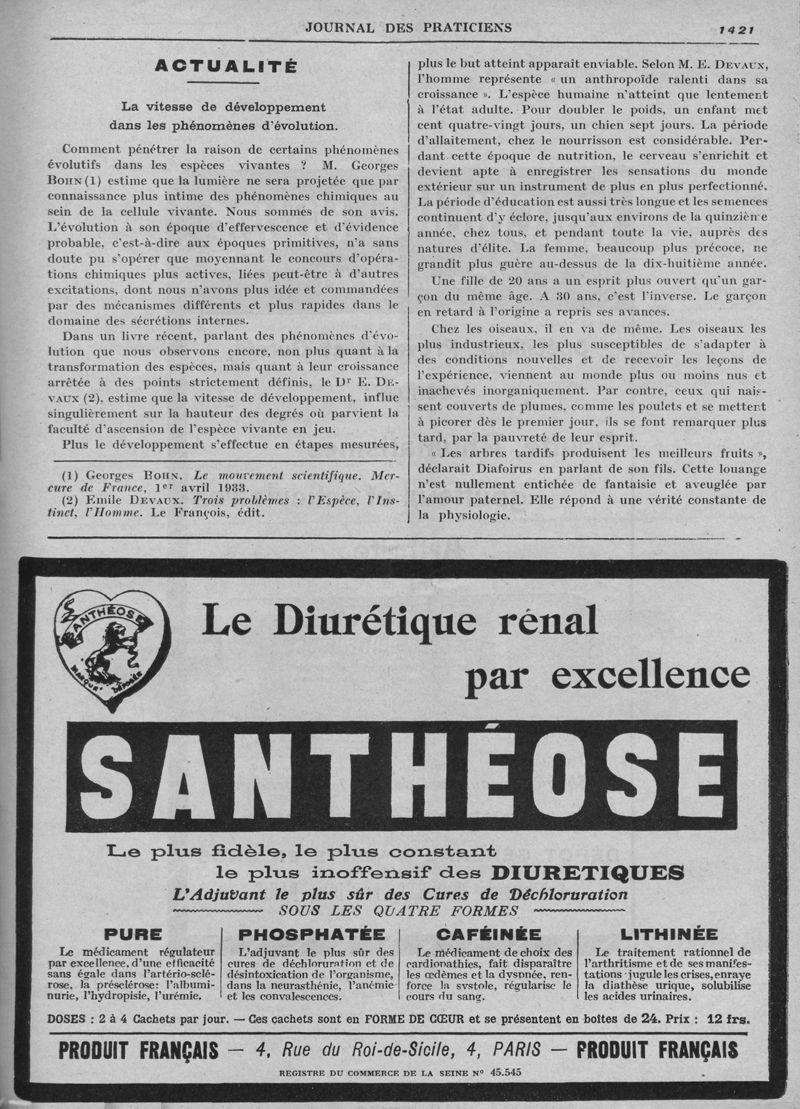 JOURNAL DES PRATICIENS 1421
ACTUALITÉ
La vitesse de développement
dans les phénomènes d'évolution.
Comment pénétrer la raison de certains phénomènes
évolutifs dans les espèces vivantes ? M. Georges
BOHN (1) estime que la lumière ne sera projetée que par
connaissance plus intime des phénomènes chimiques au
sein de la cellule vivante. Nous sommes de son avis.
L'évolution à son époque d'effervescence et d'évidence
probable, c'est-à-dire aux époques primitives, n'a sans
doute pu s'opérer que moyennant le concours d'opéra-
tions chimiques plus actives, liées peut-être à d'autres
excitations, dont nous n'avons plus idée et commandées
par des mécanismes différents et plus rapides dans le
domaine des sécrétions internes.
Dans un livre récent, parlant des phénomènes d'évo-
lution que nous observons encore, non plus quant à la
transformation des espèces, mais quant à leur croissance
arrêtée à des points strictement définis, le Dr E. DE-
VAUX (2), estime que la vitesse de développement, influe
singulièrement sur la hauteur des degrés où parvient la
faculté d'ascension de l'espèce vivante en jeu.
Plus le développement s'effectue en étapes mesurées,
(1) Georges BOHN. Le mouvement scientifique. Mer-
cure de France, 1er avril 1933.
(2) Emile DEVAUX. Trois problèmes : l'Espèce, l'Ins-
tinct, l'Homme. Le François, édit.
plus le but atteint apparaît enviable. Selon M. E. DEVAUX,
l'homme représente « un anthropoïde ralenti dans sa
croissance ». L'espèce humaine n'atteint que lentement
à l'état adulte. Pour doubler le poids, un enfant met
cent quatre-vingt jours, un chien sept jours. La période
d'allaitement, chez le nourrisson est considérable. Pen-
dant cette époque de nutrition, le cerveau s'enrichit et
devient apte à enregistrer les sensations du monde
extérieur sur un instrument de plus en plus perfectionné.
La période d'éducation est aussi très longue et les semences
continuent d'y éclore, jusqu'aux environs de la quinzième
année, chez tous, et pendant toute la vie, auprès des
natures d'élite. La femme, beaucoup plus précoce, ne
grandit plus guère au-dessus de la dix-huitième année.
Une fille de 20 ans a un esprit plus ouvert qu'un gar-
çon du même âge. A 30 ans, c'est l'inverse. Le garçon
en retard à l'origine a repris ses avances.
Chez les oiseaux, il en va de même. Les oiseaux les
plus industrieux, les plus susceptibles de s'adapter à
des conditions nouvelles et de recevoir les leçons de
l'expérience, viennent au monde plus ou moins nus et
inachevés inorganiquement. Par contre, ceux qui nais-
sent couverts de plumes, comme les poulets et se mettent
à picorer dès le premier jour, ils se font remarquer plus
tard, par la pauvreté de leur esprit.
« Les arbres tardifs produisent les meilleurs fruits »,
déclarait Diafoirus en parlant de son fils. Cette louange
n'est nullement entichée de fantaisie et aveuglée par
l'amour paternel. Elle répond à une vérité constante de
la physiologie.
SANTHÉOSE
MARQUE DÉPOSÉE
Le Diurétique rénal
par excellence
SANTHÉOSE
Le plus fidèle, le plus constant
le plus inoffensif des DIURETIQUES
L'Adjuvant le plus sûr des Cures de Déchloruration
SOUS LES QUATRE FORMES
PURE
Le médicament régulateur
par excellence, d'une efficacité
sans égale dans l'artério-sclé-
rose, la présclérose: l'albumi-
nurie, l'hydropisie, l'urémie.
PHOSPHATÉE
L'adjuvant le plus sûr des
cures de déchloruration et de
désintoxication de l'organisme,
dans la neurasthénie, l'anémie
et les convalescences.
CAFÉINÉE
Le médicament de choix des
cardiopathies, fait disparaître
les œdèmes et la dyspnée, ren-
force la systole, régularise le
cours du sang.
LITHINÉE
Le traitement rationnel de
l'arthritisme et de ses manifes-
tations · jugule les crises, enraye
la diathèse urique, solubilise
les acides urinaires.
DOSES : 2 à 4 Cachets par jour. — Ces cachets sont en FORME DE CŒUR et se présentent en boîtes de 24. Prix : 12 frs.
PRODUIT FRANÇAIS — 4, Rue du Roi-de-Sicile, 4, PARIS — PRODUIT FRANÇAIS
REGISTRE DU COMMERCE DE LA SEINE N° 45.545